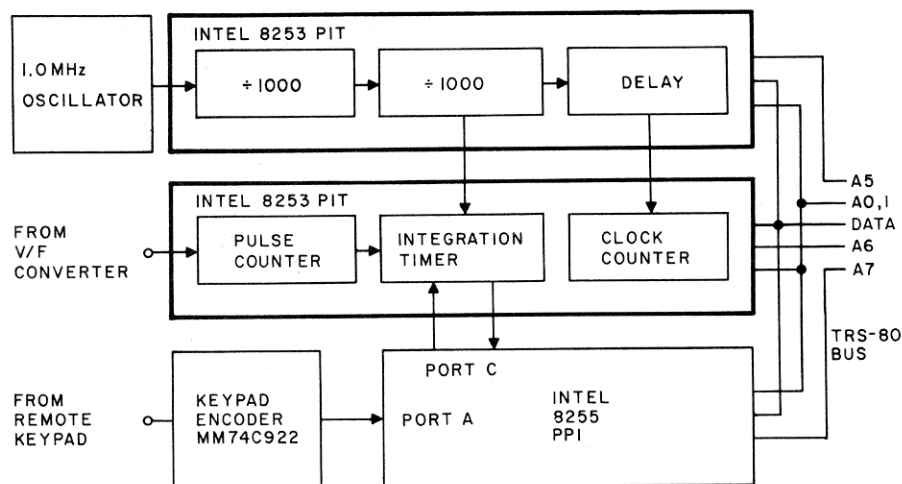 INTEL 8253 PIT
1.0 MHz
OSCILLATOR
÷1000
÷1000
DELAY
INTEL 8253 PIT
FROM
V/F
CONVERTER
PULSE
COUNTER
INTEGRATION
TIMER
CLOCK
COUNTER
A5
A0,1
DATA
A6
A7
TRS-80
BUS
FROM
REMOTE
KEYPAD
KEYPAD
ENCODER
MM74C922
PORT C
PORT A
INTEL
8255
PPI